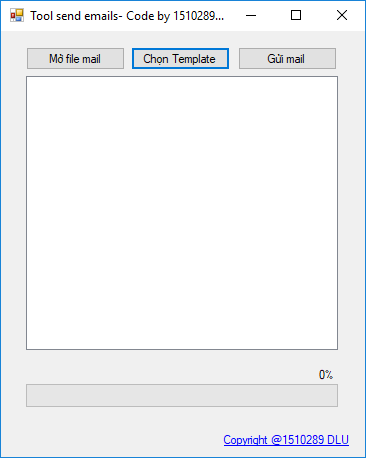 Tool send emails- Code by 1510289...
Mở file mail
Chọn Template
Gửi mail
0%
Copyright @1510289 DLU